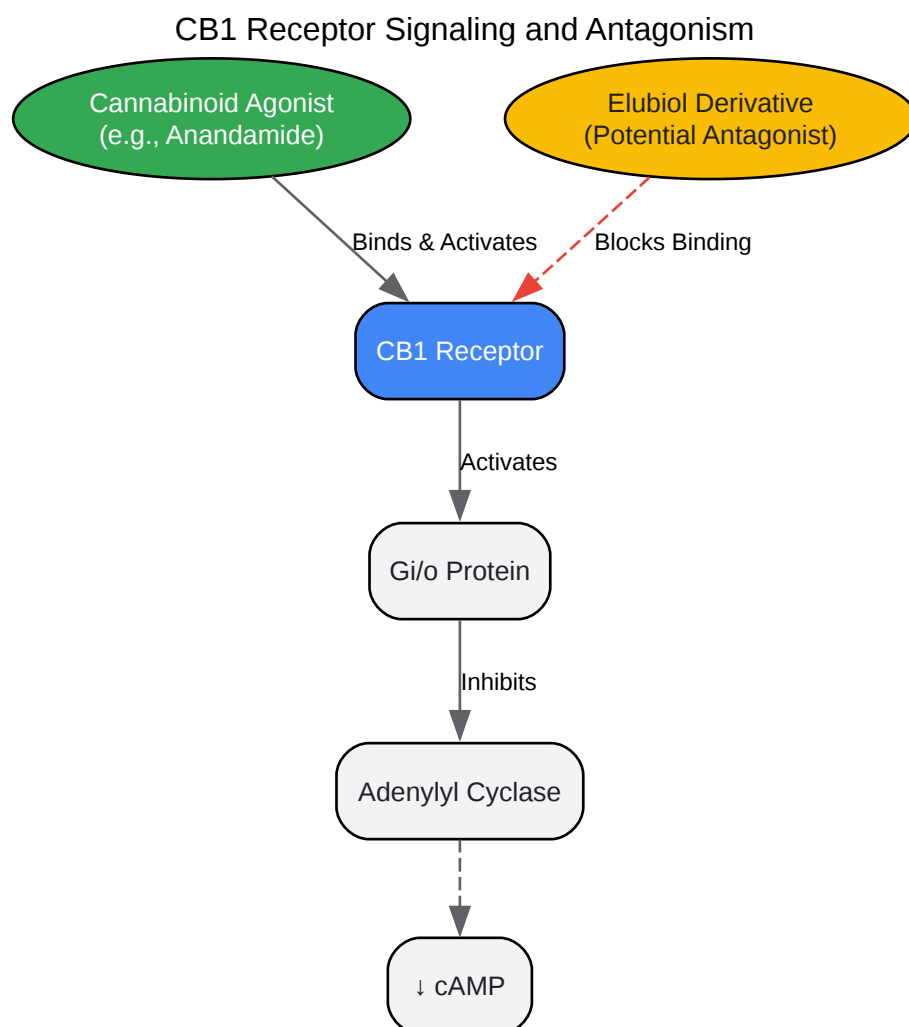 CB1 Receptor Signaling and Antagonism
Cannabinoid Agonist
(e.g., Anandamide)
Elubiol Derivative
(Potential Antagonist)
Binds & Activates
Blocks Binding
CB1 Receptor
Activates
Gi/o Protein
Inhibits
Adenylyl Cyclase
↓ cAMP